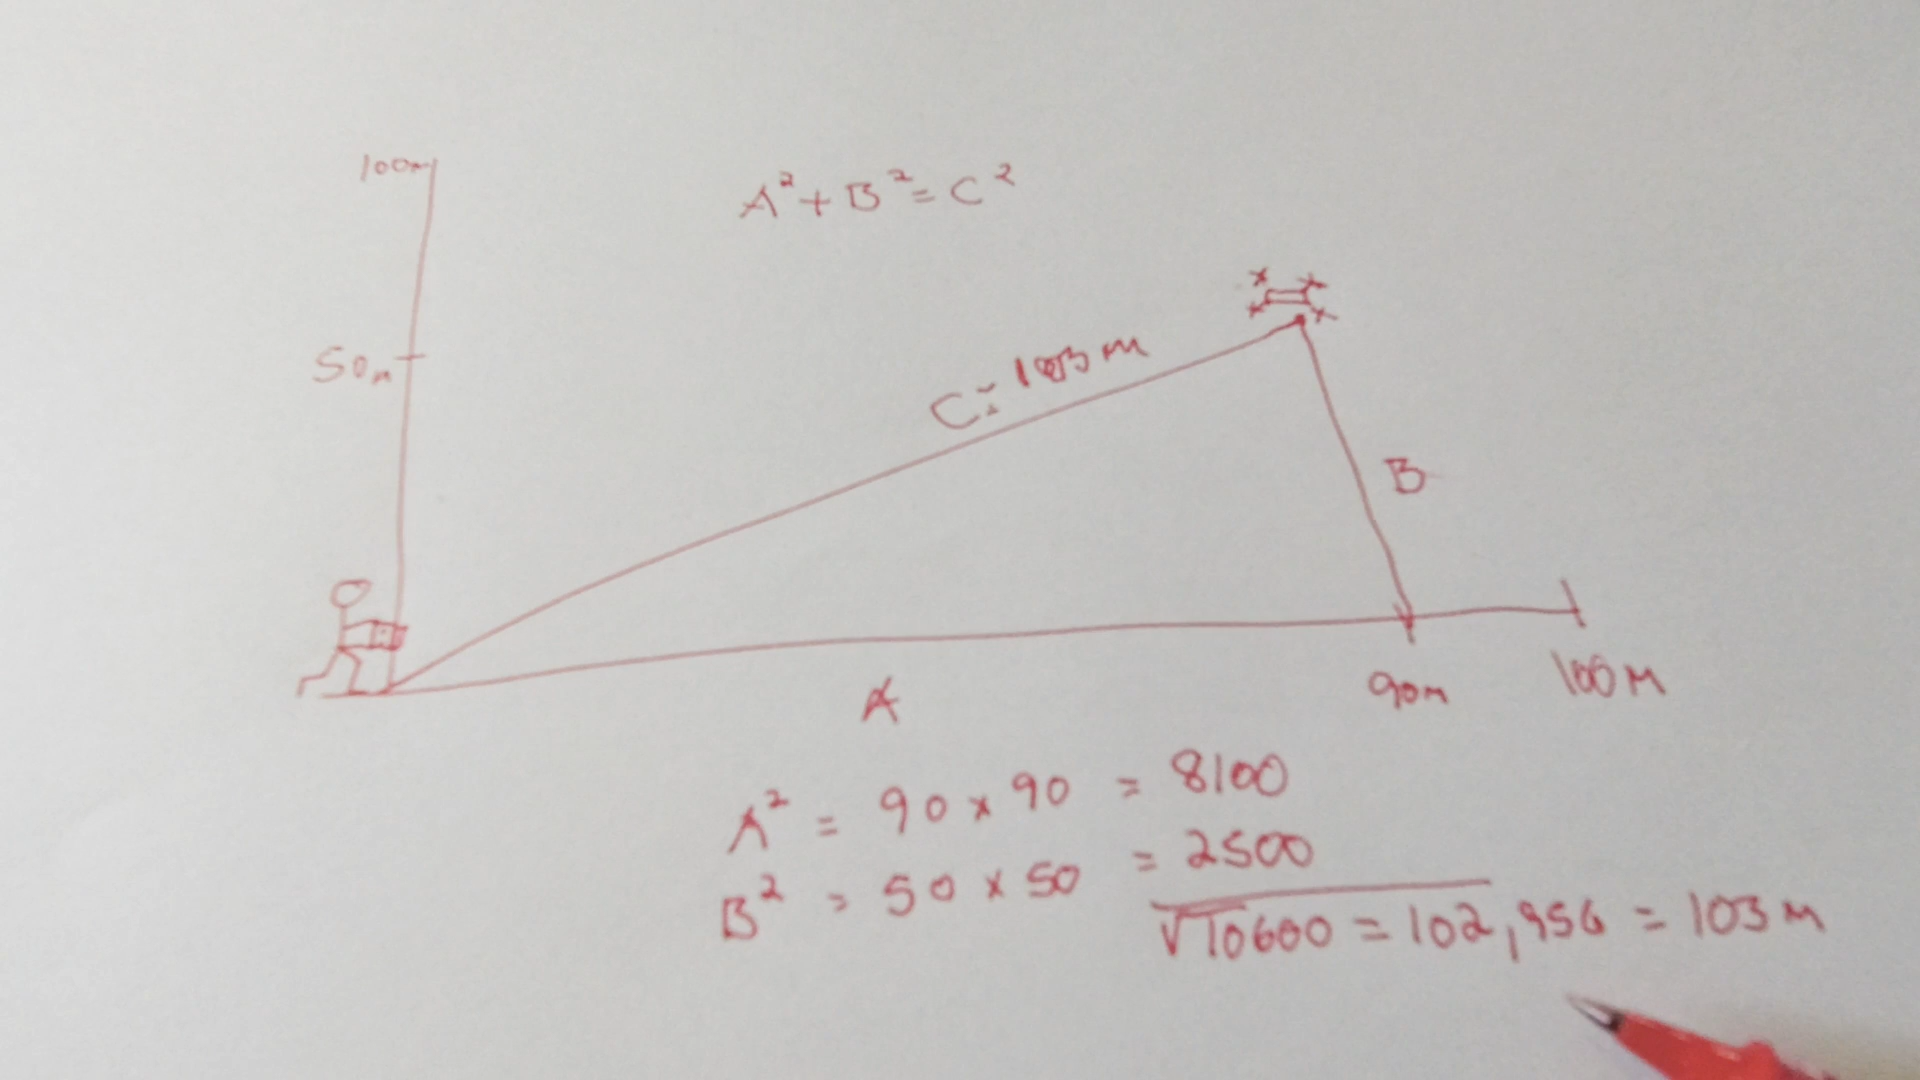 100m
A² + B² = C²
50m
C = 103m
B
A
90m
100M
A² = 90 x 90 = 8100
B² = 50 x 50 = 2500
√10600 = 102,956 = 103M